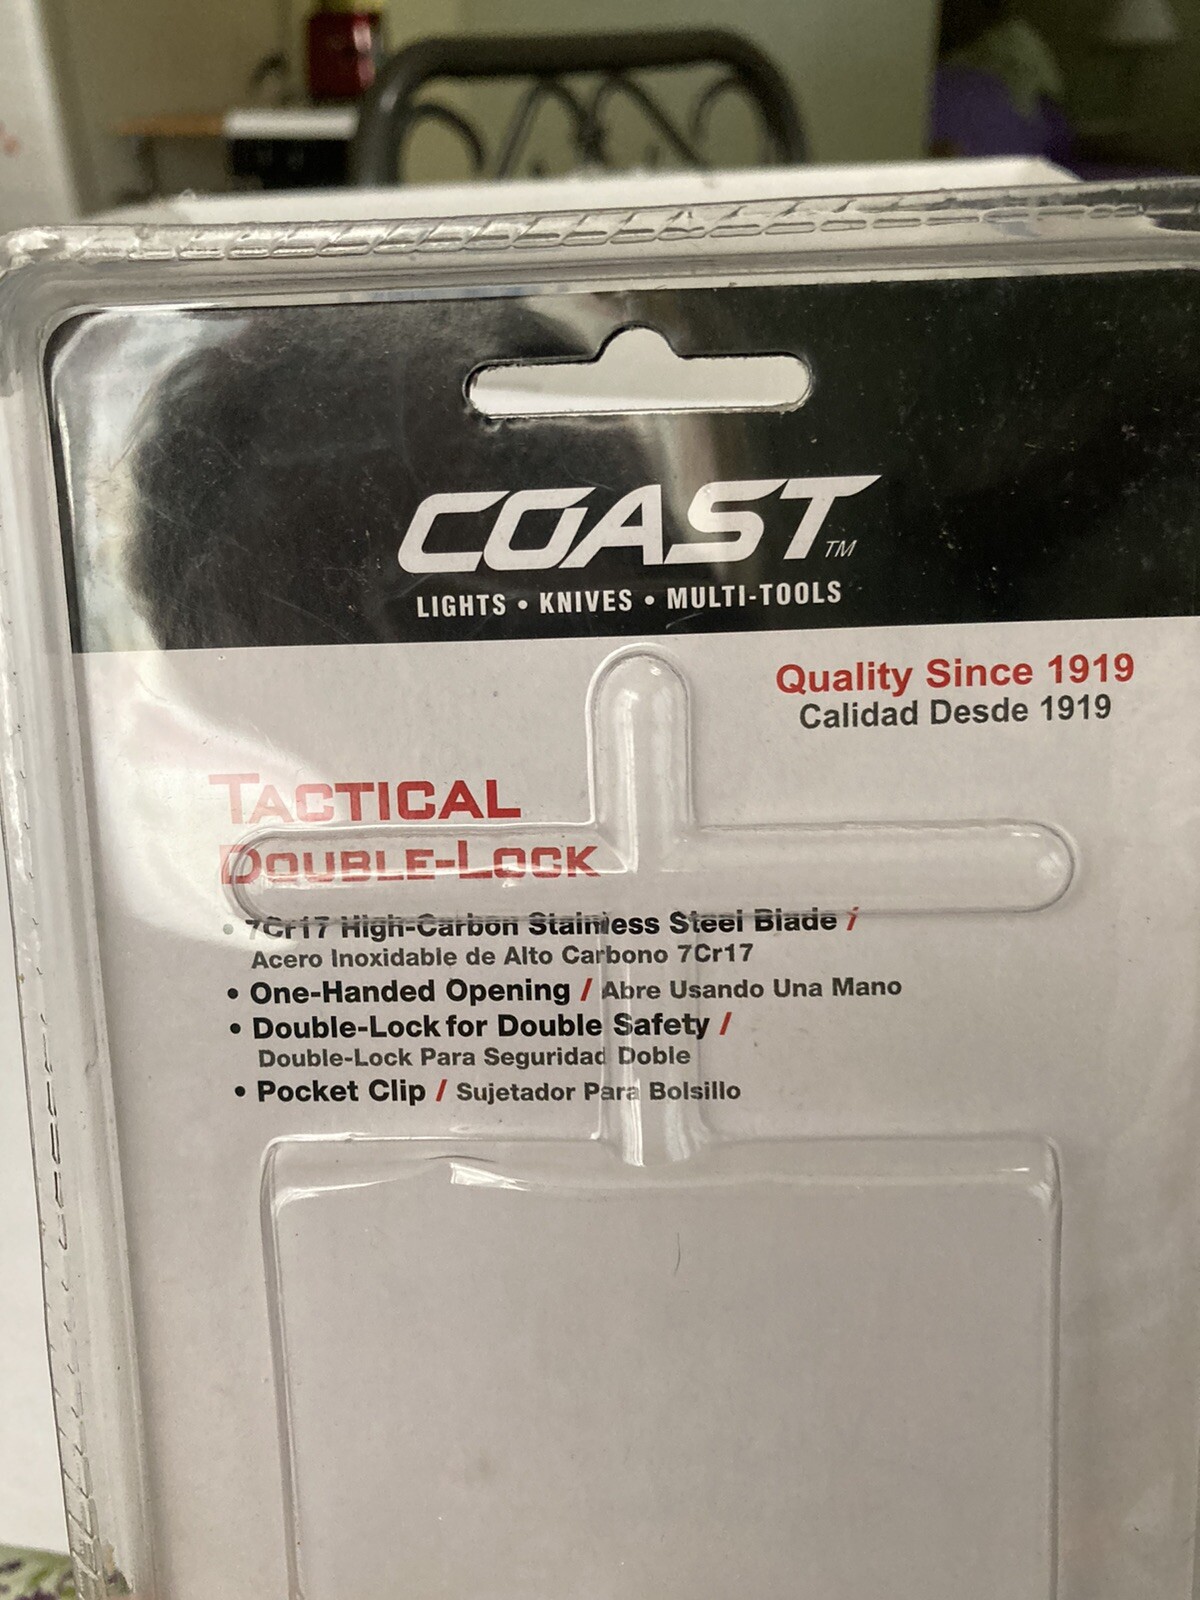 COAST™
LIGHTS • KNIVES • MULTI-TOOLS
Quality Since 1919
Calidad Desde 1919
TACTICAL
DOUBLE-LOCK
• 7Cr17 High-Carbon Stainless Steel Blade /
Acero Inoxidable de Alto Carbono 7Cr17
• One-Handed Opening / Abre Usando Una Mano
• Double-Lock for Double Safety /
Double-Lock Para Seguridad Doble
• Pocket Clip / Sujetador Para Bolsillo